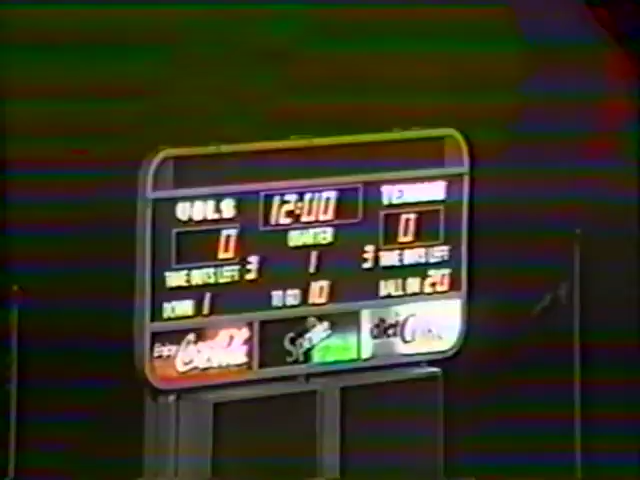 VOLS 12:00
0 QUARTER 0
TIME OUTS LEFT 3 1 3 TIME OUTS LEFT
DOWN 1 TO GO 10 BALL ON 20
Enjoy Coca-Cola Sprite diet Coke